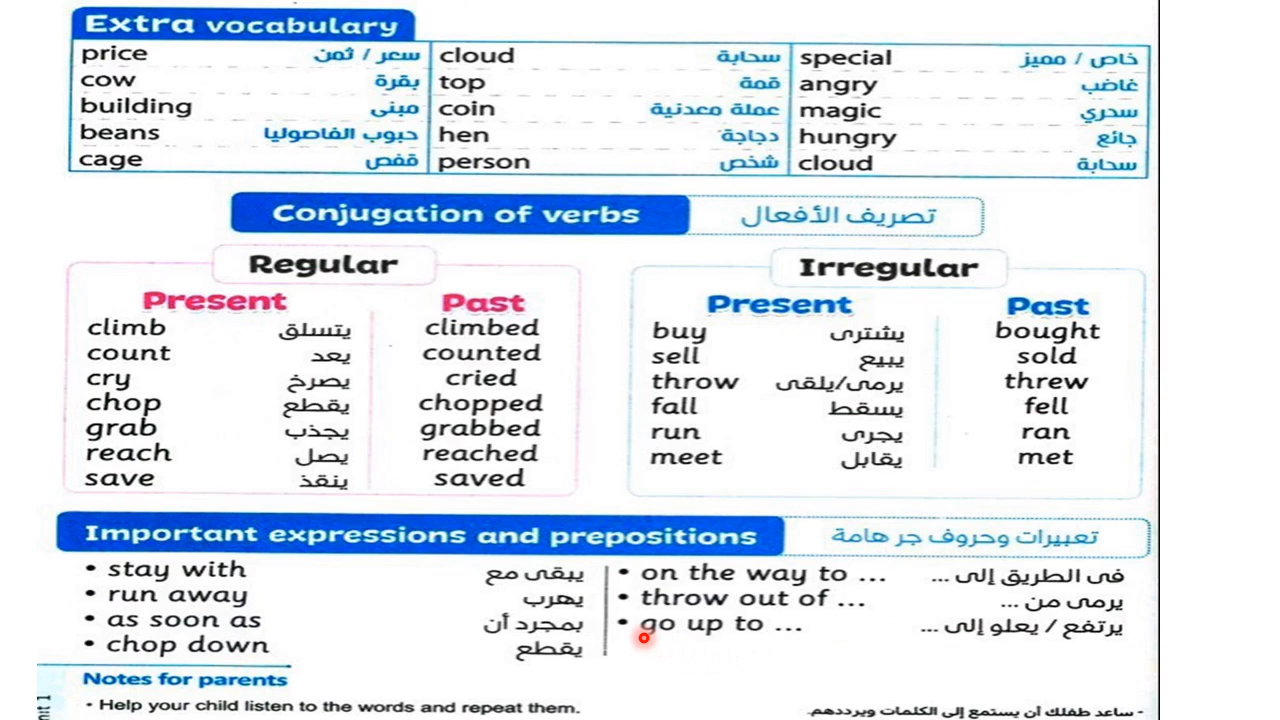 Extra vocabulary
price سعر / ثمن cloud سحابة special خاص / مميز
cow بقرة top قمة angry غاضب
building مبنى coin عملة معدنية magic سحري
beans حبوب الفاصوليا hen دجاجة hungry جائع
cage قفص person شخص cloud سحابة
Conjugation of verbs تصريف الأفعال
Regular
Present Past
climb يتسلق climbed
count يعد counted
cry يصرخ cried
chop يقطع chopped
grab يجذب grabbed
reach يصل reached
save ينقذ saved
Irregular
Present Past
buy يشترى bought
sell يبيع sold
throw يرمى/يلقى threw
fall يسقط fell
run يجرى ran
meet يقابل met
Important expressions and prepositions تعبيرات وحروف جر هامة
• stay with يبقى مع
• run away يهرب
• as soon as بمجرد أن
• chop down يقطع
• on the way to ... فى الطريق إلى ...
• throw out of ... يرمى من ...
• go up to ... يرتفع / يعلو إلى ...
Notes for parents
- Help your child listen to the words and repeat them. - ساعد طفلك أن يستمع إلى الكلمات ويرددهم.